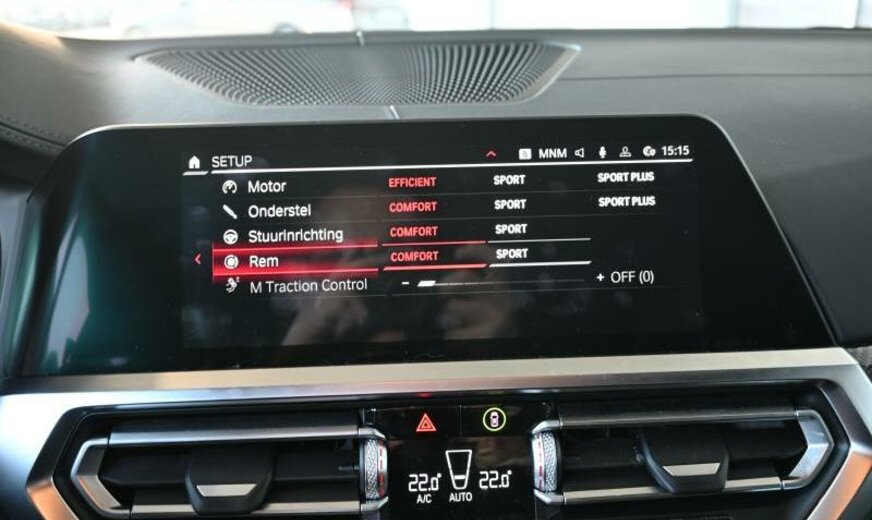 SETUP MNM 15:15
Motor EFFICIENT SPORT SPORT PLUS
Onderstel COMFORT SPORT SPORT PLUS
Stuurinrichting COMFORT SPORT
Rem COMFORT SPORT
M Traction Control - + OFF (0)
22.0° 22.0°
A/C AUTO